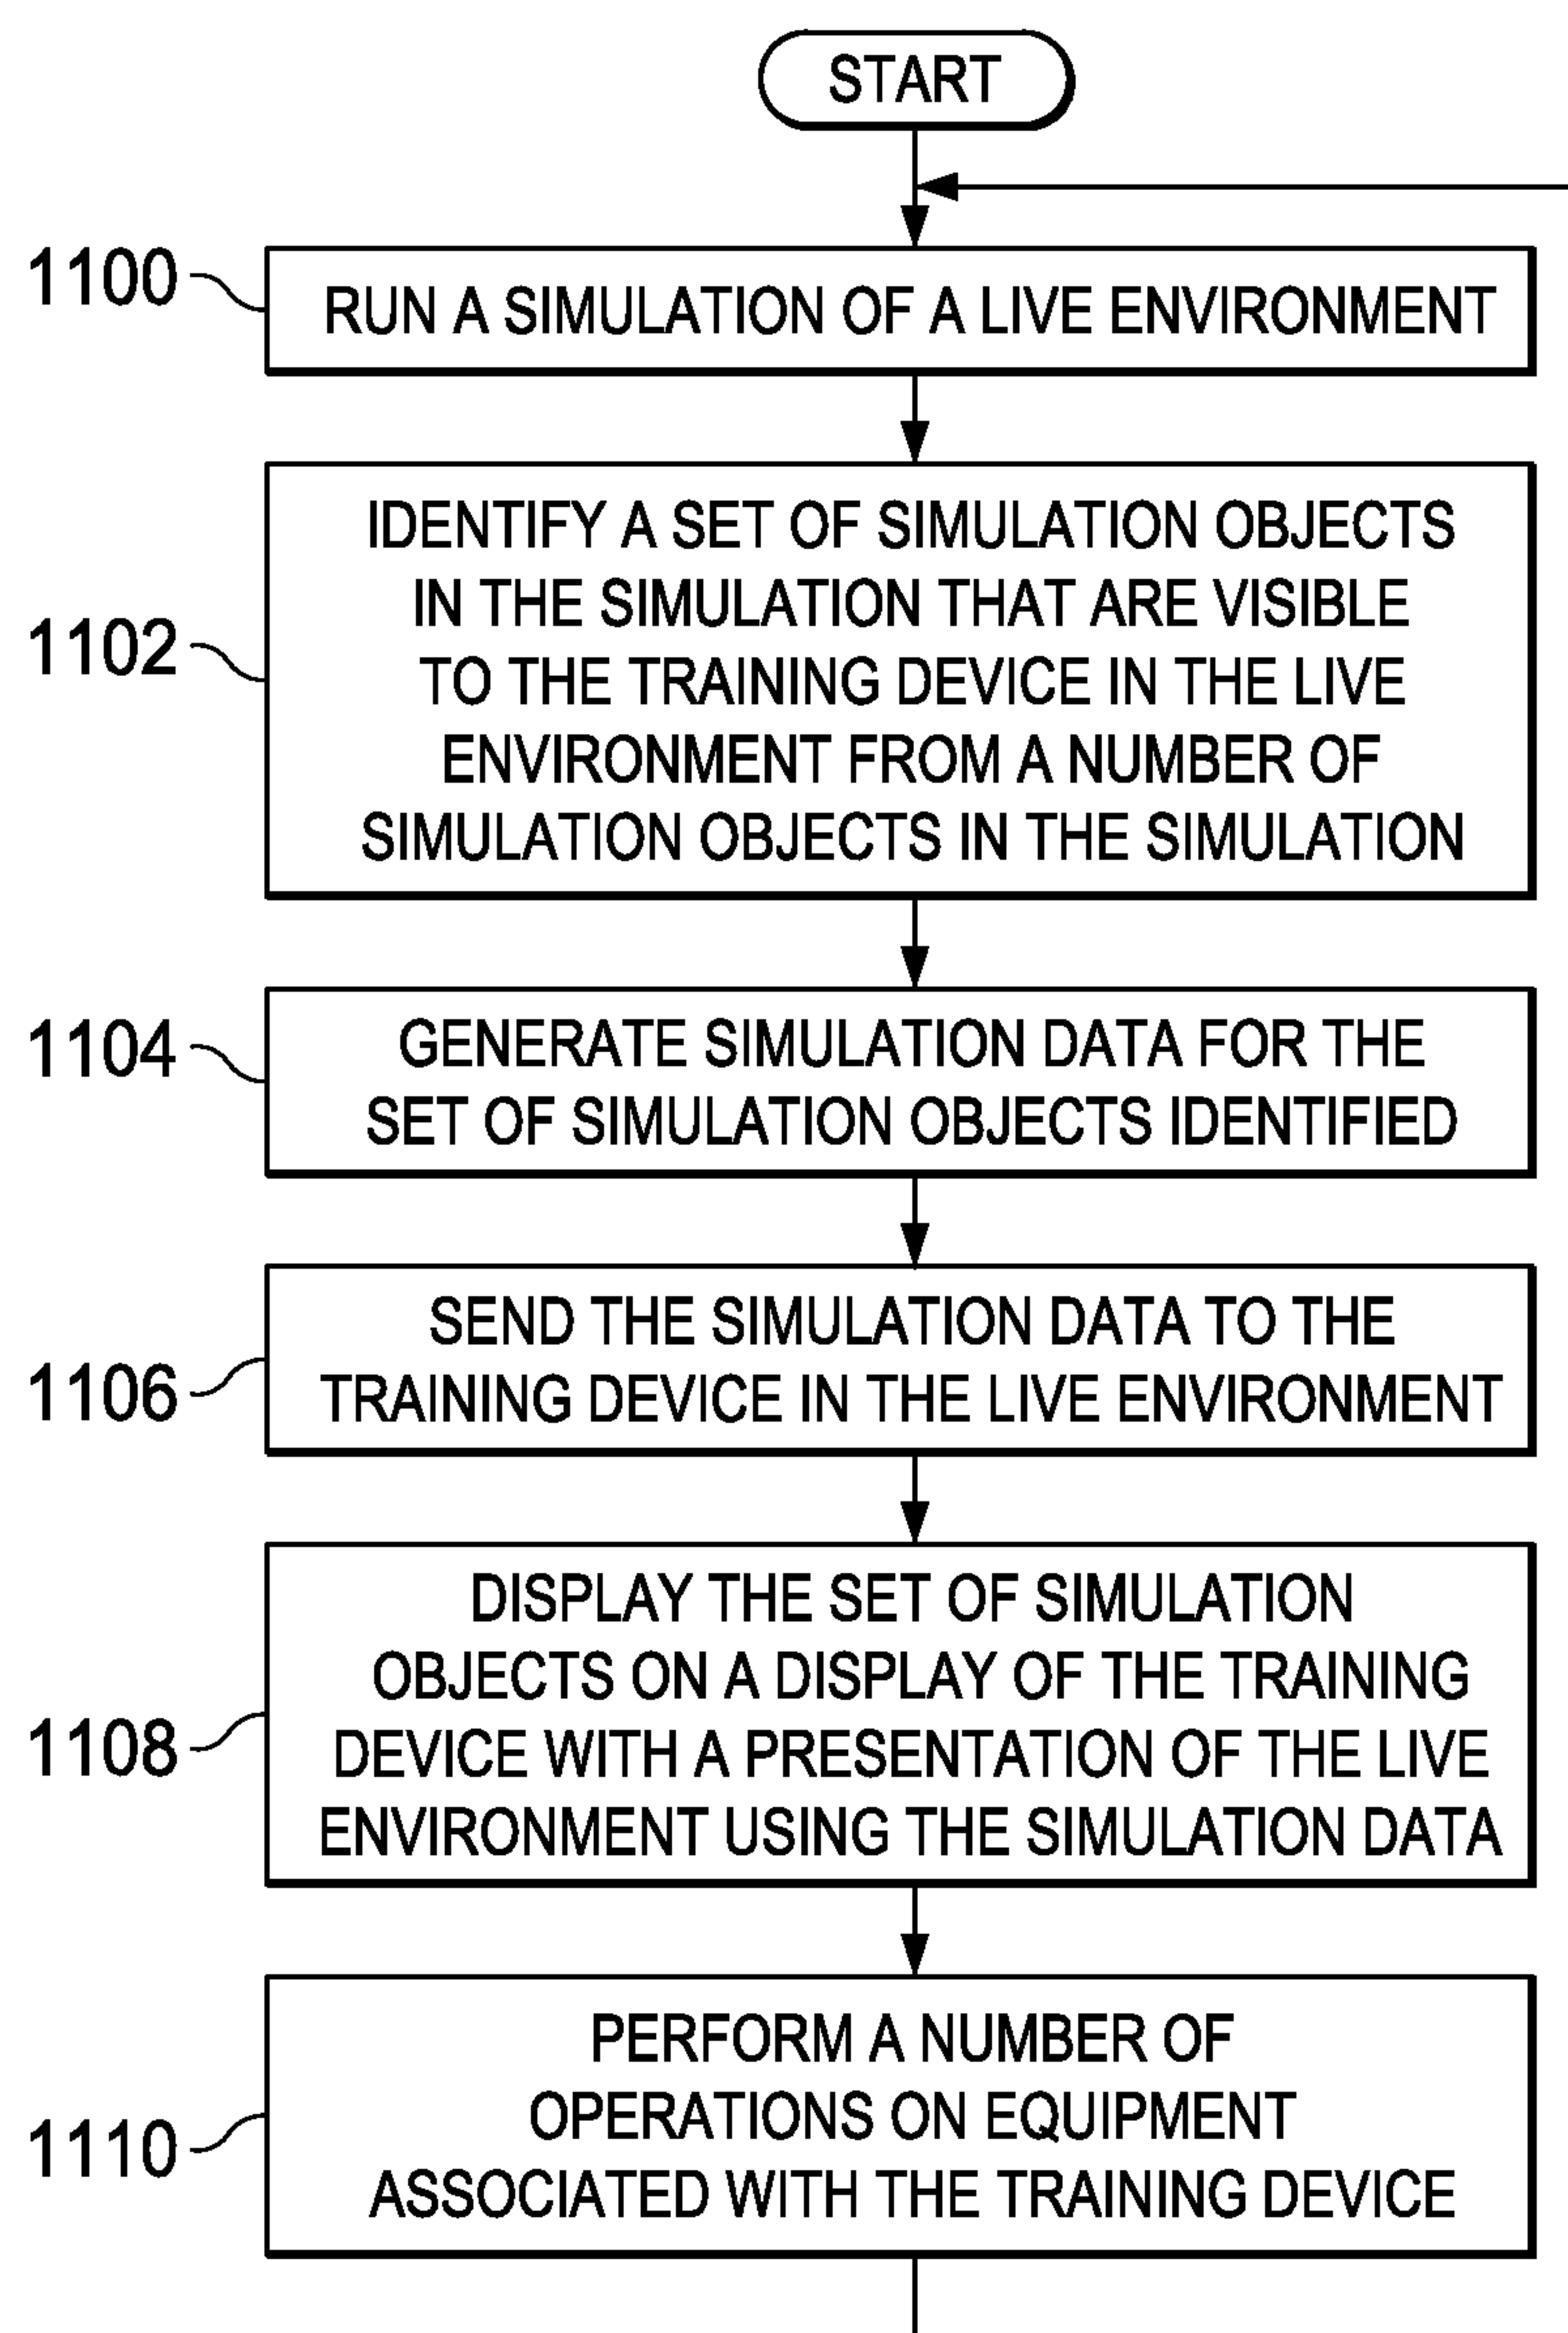 START
1100
RUN A SIMULATION OF A LIVE ENVIRONMENT
1102
IDENTIFY A SET OF SIMULATION OBJECTS
IN THE SIMULATION THAT ARE VISIBLE
TO THE TRAINING DEVICE IN THE LIVE
ENVIRONMENT FROM A NUMBER OF
SIMULATION OBJECTS IN THE SIMULATION
1104
GENERATE SIMULATION DATA FOR THE
SET OF SIMULATION OBJECTS IDENTIFIED
1106
SEND THE SIMULATION DATA TO THE
TRAINING DEVICE IN THE LIVE ENVIRONMENT
1108
DISPLAY THE SET OF SIMULATION
OBJECTS ON A DISPLAY OF THE TRAINING
DEVICE WITH A PRESENTATION OF THE LIVE
ENVIRONMENT USING THE SIMULATION DATA
1110
PERFORM A NUMBER OF
OPERATIONS ON EQUIPMENT
ASSOCIATED WITH THE TRAINING DEVICE